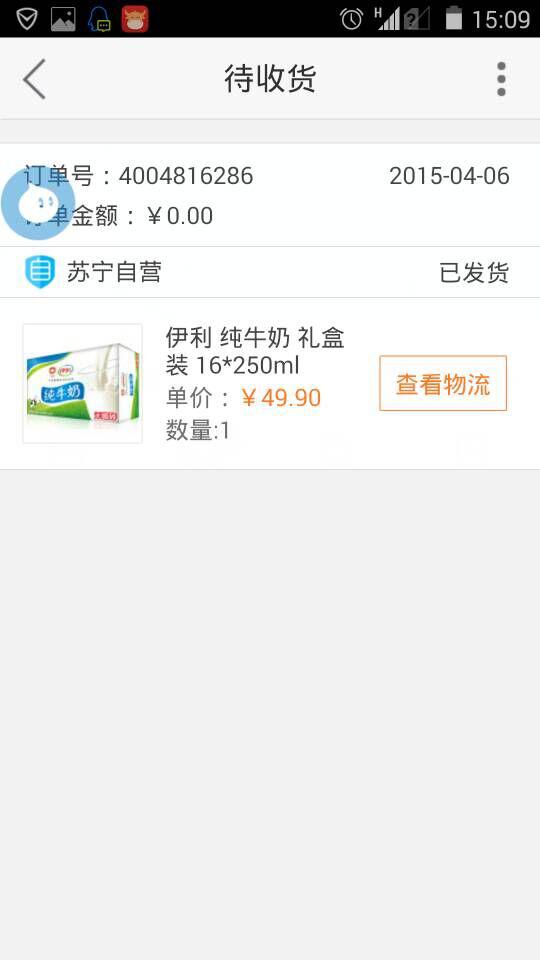 15:09
待收货
订单号：4004816286 2015-04-06
订单金额：￥0.00
苏宁自营 已发货
伊利 纯牛奶 礼盒
装 16*250ml
单价：￥49.90
数量:1
查看物流
纯牛奶